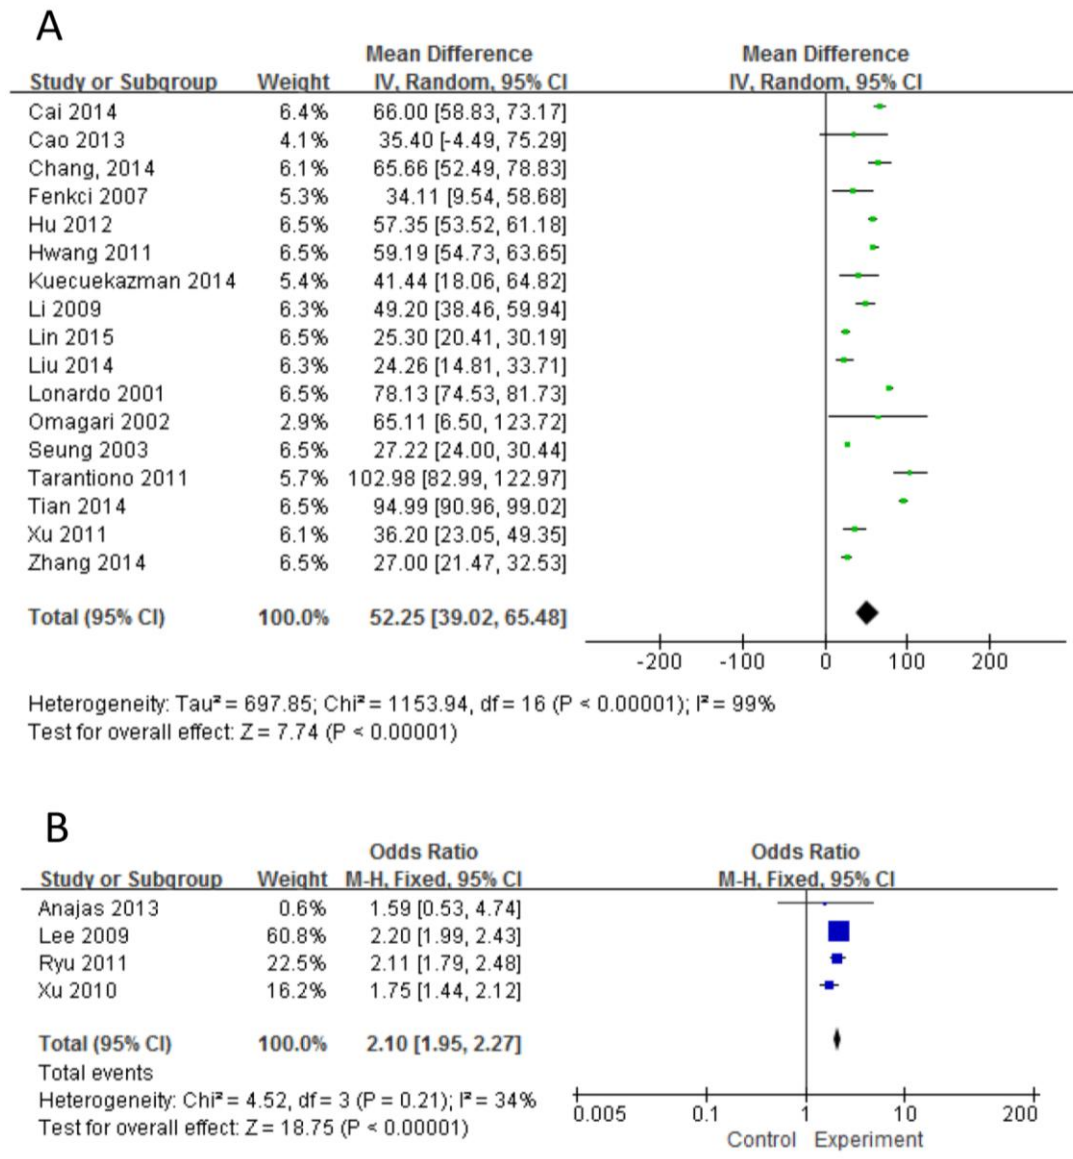 A
Mean Difference Mean Difference
Study or Subgroup Weight IV, Random, 95% CI IV, Random, 95% CI
Cai 2014 6.4% 66.00 [58.83, 73.17]
Cao 2013 4.1% 35.40 [-4.49, 75.29]
Chang, 2014 6.1% 65.66 [52.49, 78.83]
Fenkci 2007 5.3% 34.11 [9.54, 58.68]
Hu 2012 6.5% 57.35 [53.52, 61.18]
Hwang 2011 6.5% 59.19 [54.73, 63.65]
Kuecuekazman 2014 5.4% 41.44 [18.06, 64.82]
Li 2009 6.3% 49.20 [38.46, 59.94]
Lin 2015 6.5% 25.30 [20.41, 30.19]
Liu 2014 6.3% 24.26 [14.81, 33.71]
Lonardo 2001 6.5% 78.13 [74.53, 81.73]
Omagari 2002 2.9% 65.11 [6.50, 123.72]
Seung 2003 6.5% 27.22 [24.00, 30.44]
Tarantiono 2011 5.7% 102.98 [82.99, 122.97]
Tian 2014 6.5% 94.99 [90.96, 99.02]
Xu 2011 6.1% 36.20 [23.05, 49.35]
Zhang 2014 6.5% 27.00 [21.47, 32.53]
Total (95% CI) 100.0% 52.25 [39.02, 65.48]
-200 -100 0 100 200
Heterogeneity: Tau² = 697.85; Chi² = 1153.94, df = 16 (P < 0.00001); I² = 99%
Test for overall effect: Z = 7.74 (P < 0.00001)
B
Odds Ratio Odds Ratio
Study or Subgroup Weight M-H, Fixed, 95% CI M-H, Fixed, 95% CI
Anajas 2013 0.6% 1.59 [0.53, 4.74]
Lee 2009 60.8% 2.20 [1.99, 2.43]
Ryu 2011 22.5% 2.11 [1.79, 2.48]
Xu 2010 16.2% 1.75 [1.44, 2.12]
Total (95% CI) 100.0% 2.10 [1.95, 2.27]
Total events
Heterogeneity: Chi² = 4.52, df = 3 (P = 0.21); I² = 34%
Test for overall effect: Z = 18.75 (P < 0.00001)
0.005 0.1 1 10 200
Control Experiment